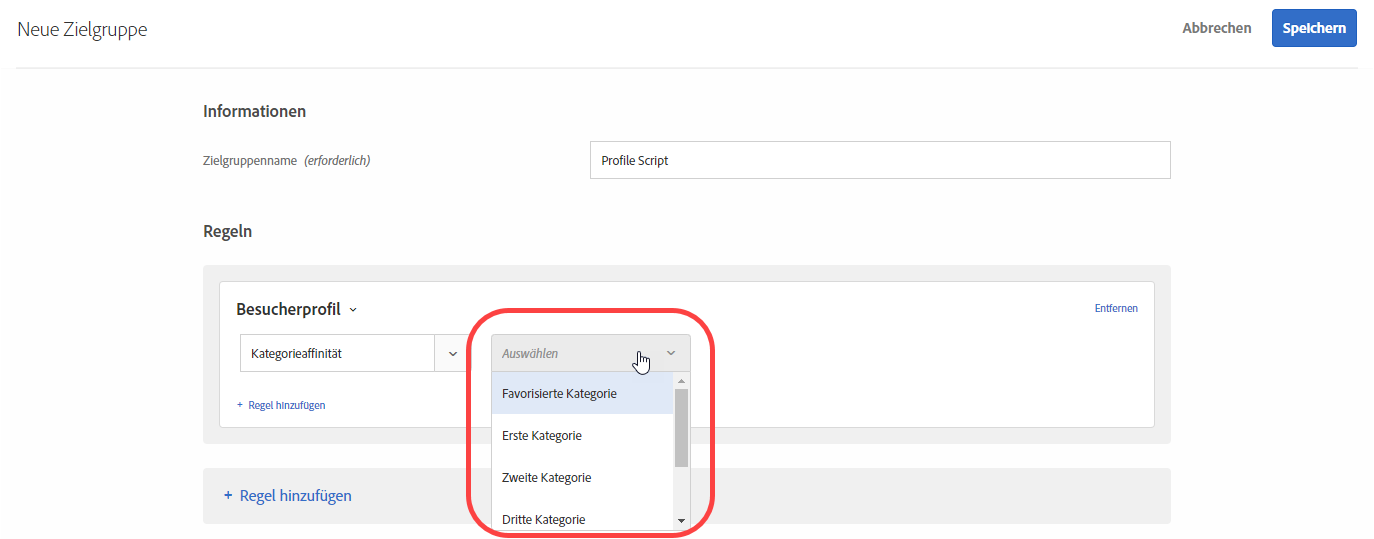 Neue Zielgruppe
Abbrechen
Speichern
Informationen
Zielgruppenname (erforderlich)
Profile Script
Regeln
Besucherprofil
Entfernen
Kategorieaffinität
Auswählen
Favorisierte Kategorie
+ Regel hinzufügen
Erste Kategorie
Zweite Kategorie
+ Regel hinzufügen
Dritte Kategorie